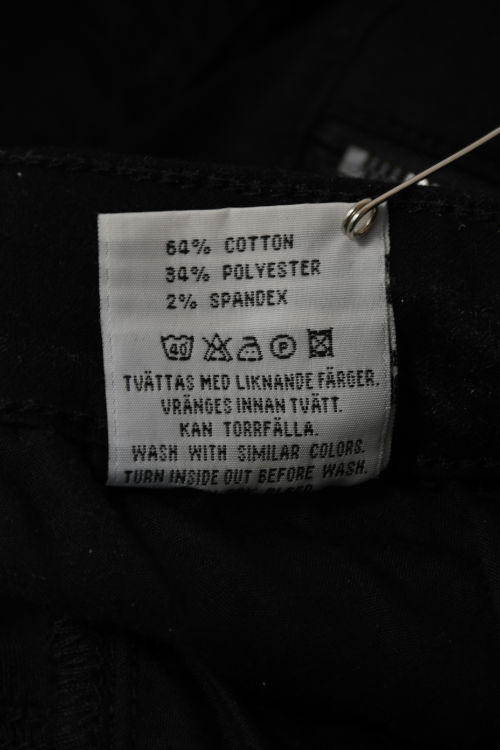 64% COTTON
34% POLYESTER
2% SPANDEX
40 P
TVÄTTAS MED LIKNANDE FÄRGER.
VRÄNGES INNAN TVÄTT.
KAN TORRFÄLLA.
WASH WITH SIMILAR COLORS.
TURN INSIDE OUT BEFORE WASH.